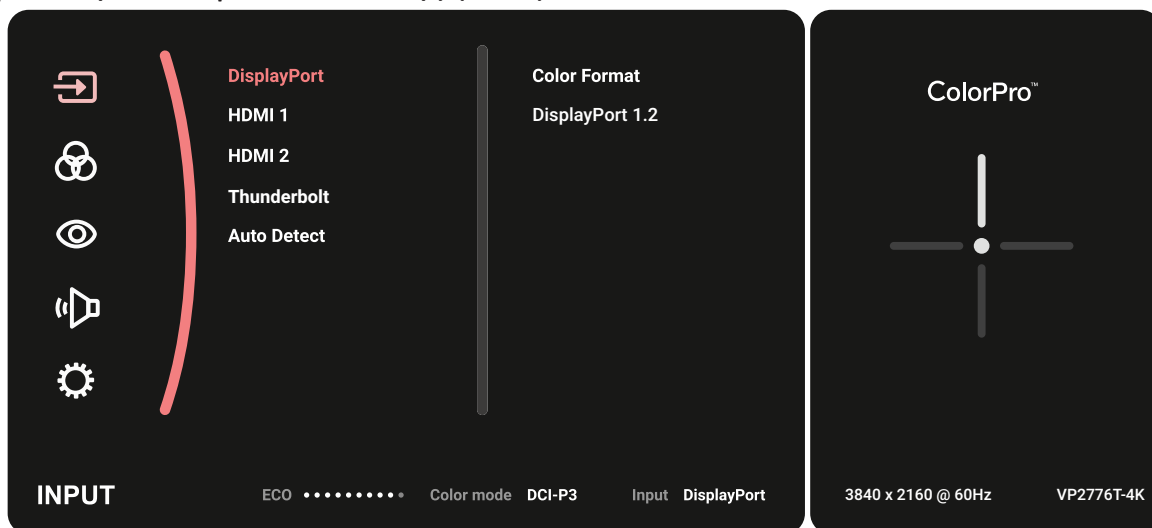 DisplayPort
HDMI 1
HDMI 2
Thunderbolt
Auto Detect
Color Format
DisplayPort 1.2
INPUT
ECO
Color mode DCI-P3
Input DisplayPort
ColorPro™
3840 x 2160 @ 60Hz
VP2776T-4K